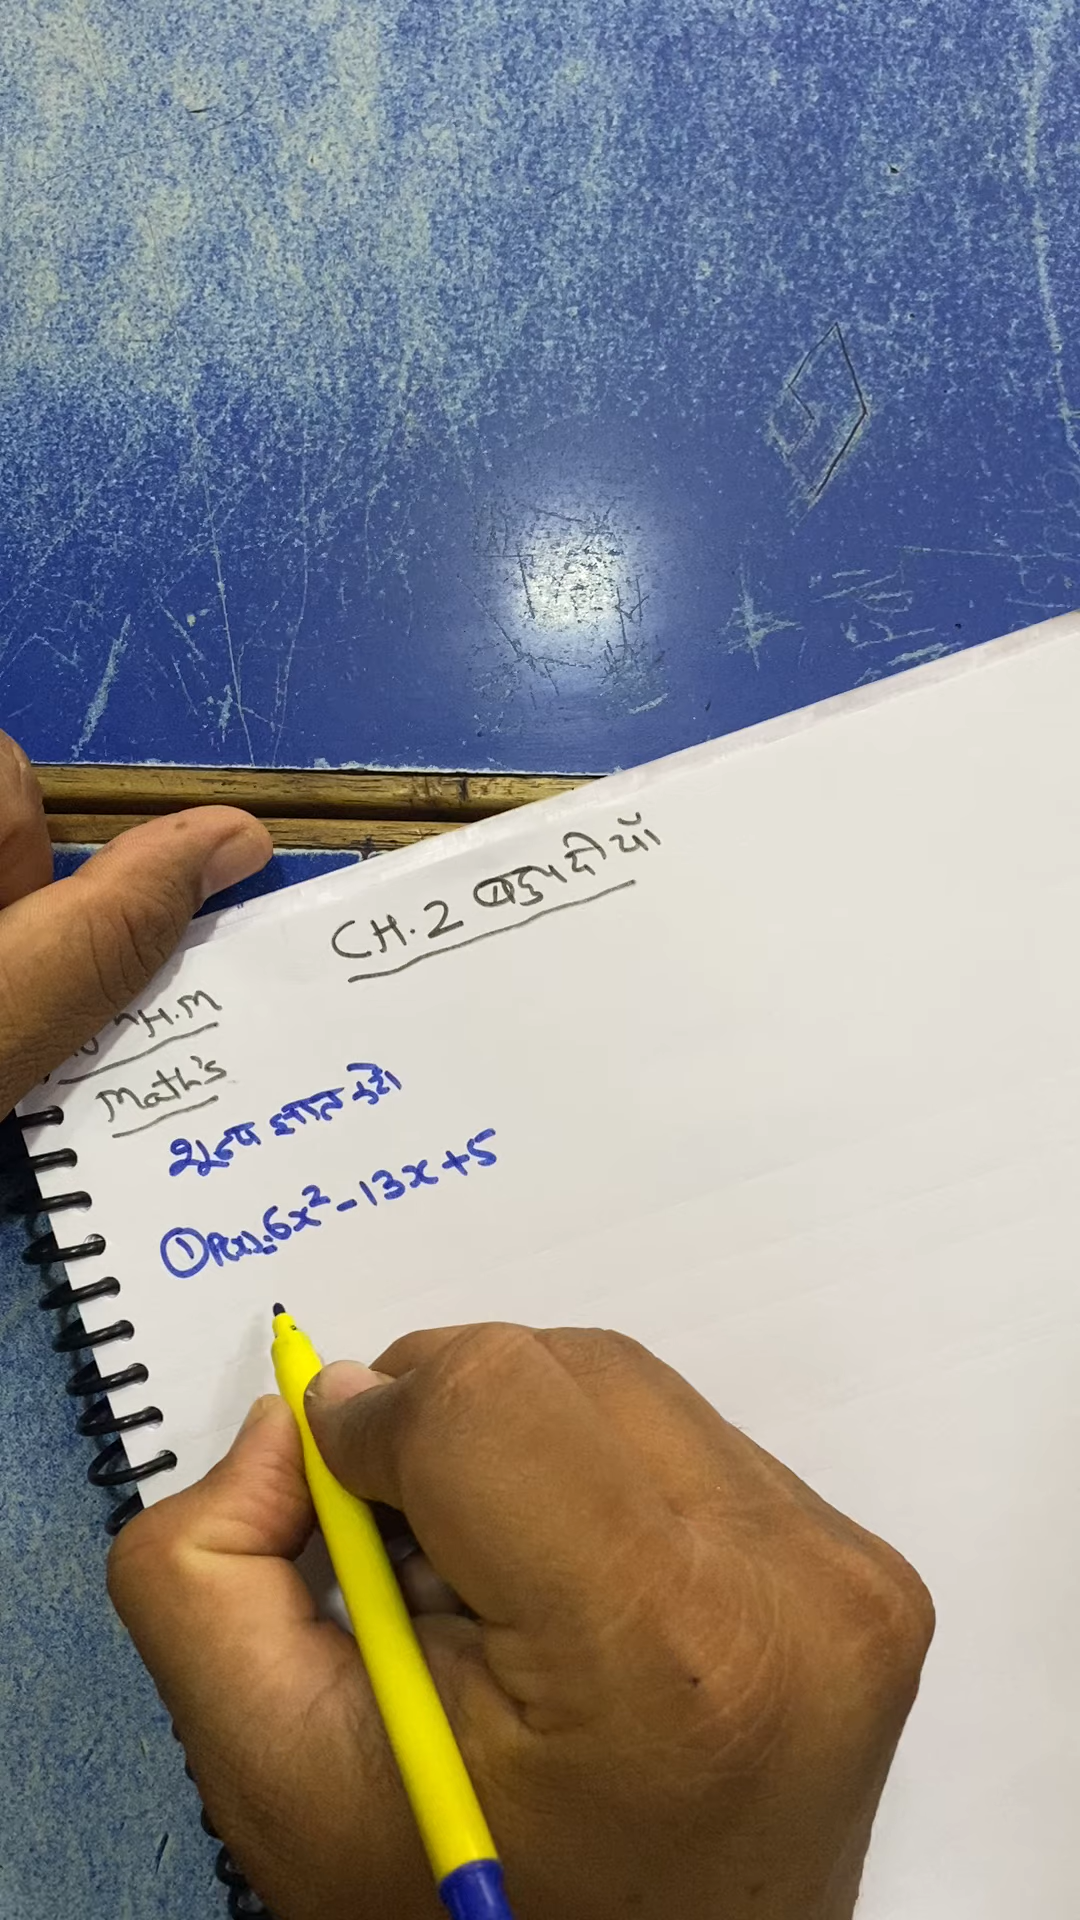 CH.2 बहुपदीयाँ
H.M
Math's
शून्य ज्ञात करो
① P(x)=6x²-13x+5